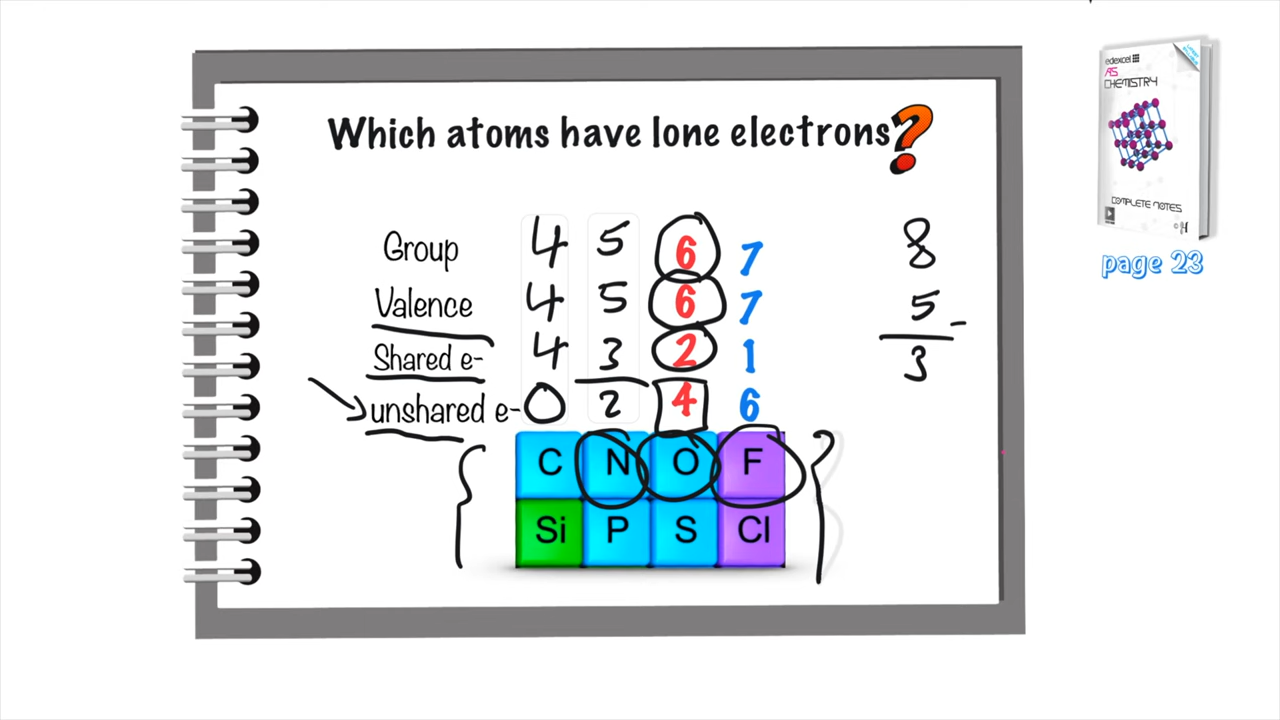 Which atoms have lone electrons?
Group 4 5 6 7
Valence 4 5 6 7
Shared e- 4 3 2 1
unshared e- 0 2 4 6
C N O F
Si P S Cl
8
5 -
3
edexcel
AS
CHEMISTRY
COMPLETE NOTES
page 23